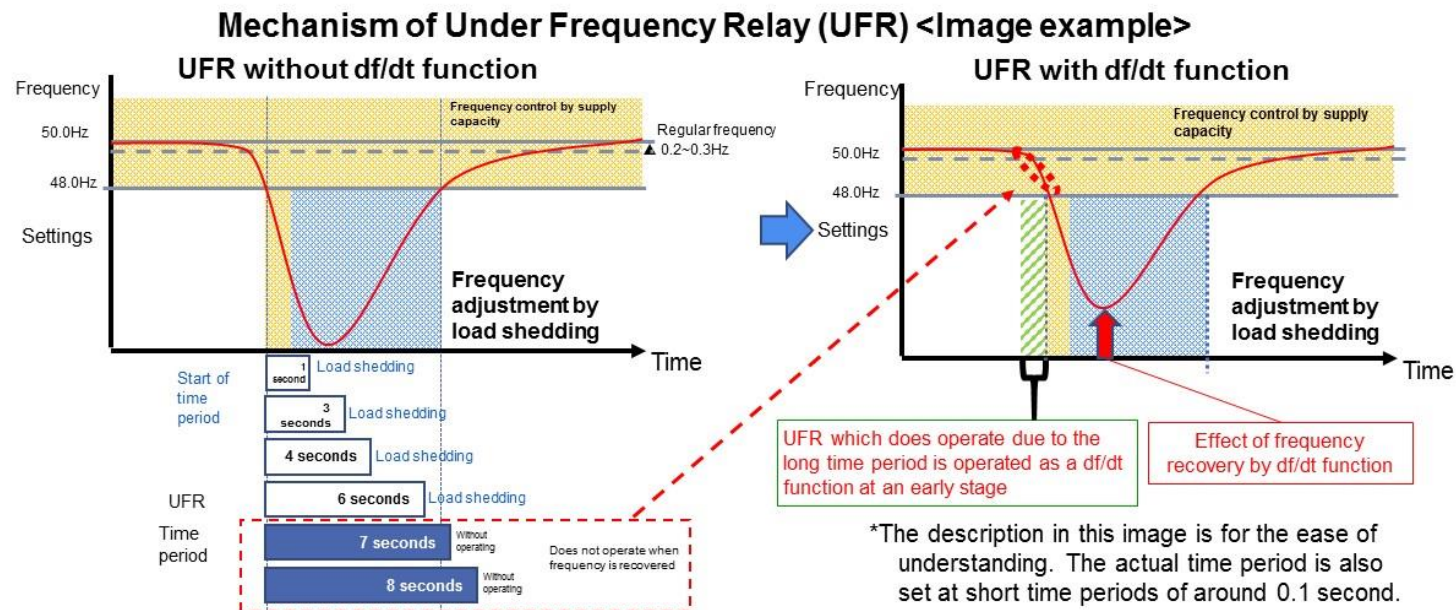 Mechanism of Under Frequency Relay (UFR) <Image example>
UFR without df/dt function
Frequency
50.0Hz
48.0Hz
Settings
Frequency control by supply
capacity
Regular frequency
0.2~0.3Hz
Frequency
adjustment by
load shedding
Time
Start of
time
period
1
second
Load shedding
3
seconds
Load shedding
4 seconds
Load shedding
UFR
6 seconds
Load shedding
Time
period
7 seconds
Without
operating
8 seconds
Without
operating
Does not operate when
frequency is recovered
UFR with df/dt function
Frequency
50.0Hz
48.0Hz
Settings
Frequency control by supply
capacity
Frequency
adjustment by
load shedding
Time
UFR which does operate due to the
long time period is operated as a df/dt
function at an early stage
Effect of frequency
recovery by df/dt function
*The description in this image is for the ease of
understanding. The actual time period is also
set at short time periods of around 0.1 second.